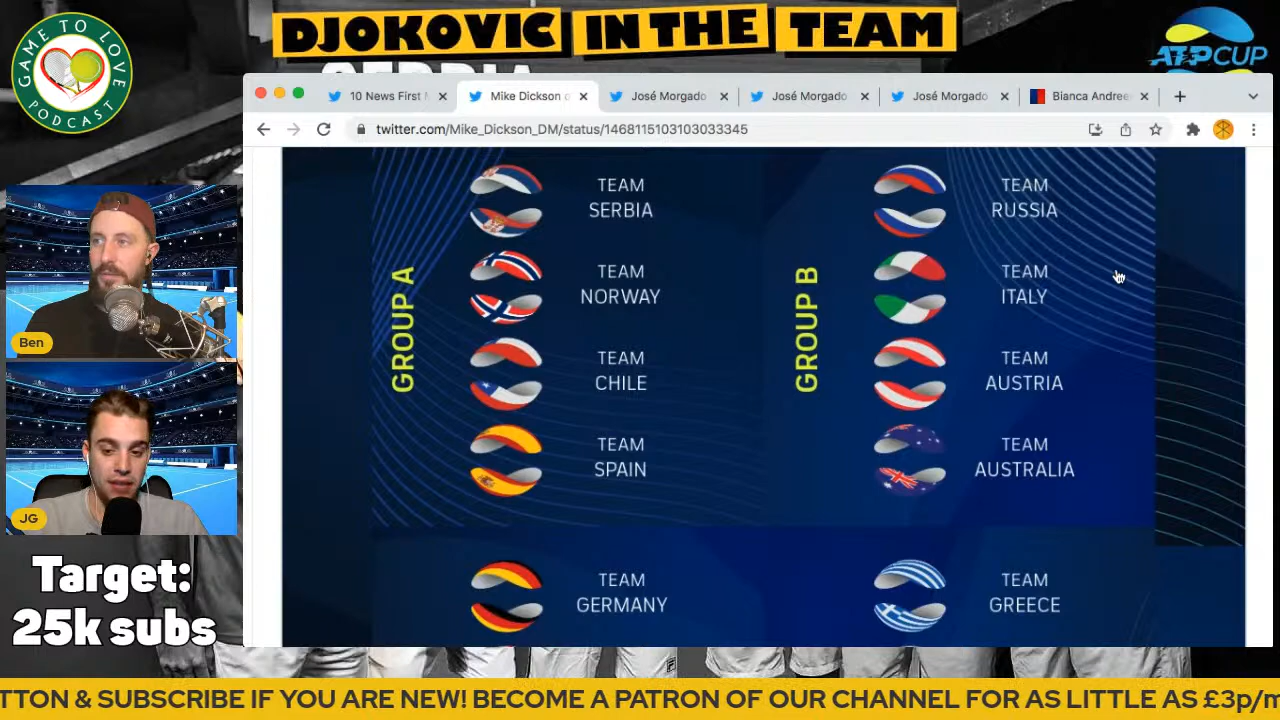 DJOKOVIC IN THE TEAM
GAME TO LOVE
PODCAST
ATPCUP
10 News First
Mike Dickson o
José Morgado
José Morgado
José Morgado
Bianca Andree
twitter.com/Mike_Dickson_DM/status/1468115103103033345
GROUP A
TEAM
SERBIA
TEAM
NORWAY
TEAM
CHILE
TEAM
SPAIN
GROUP B
TEAM
RUSSIA
TEAM
ITALY
TEAM
AUSTRIA
TEAM
AUSTRALIA
TEAM
GERMANY
TEAM
GREECE
Ben
JG
Target:
25k subs
TTON & SUBSCRIBE IF YOU ARE NEW! BECOME A PATRON OF OUR CHANNEL FOR AS LITTLE AS £3p/m